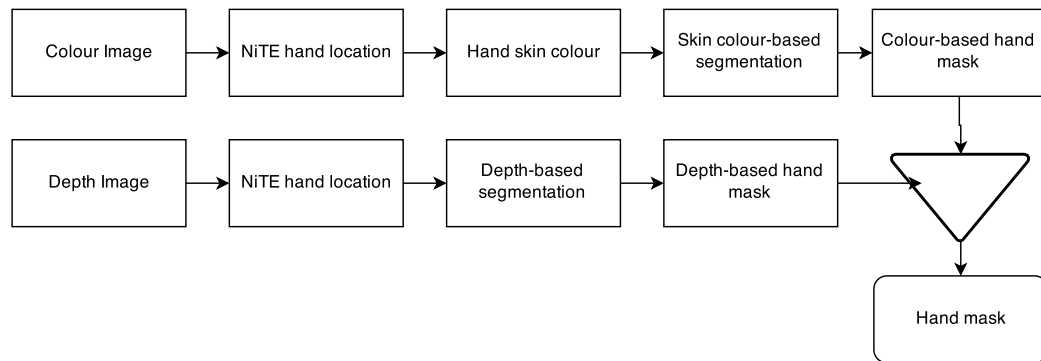 Colour Image
NiTE hand location
Hand skin colour
Skin colour-based
segmentation
Colour-based hand
mask
Depth Image
NiTE hand location
Depth-based
segmentation
Depth-based hand
mask
Hand mask